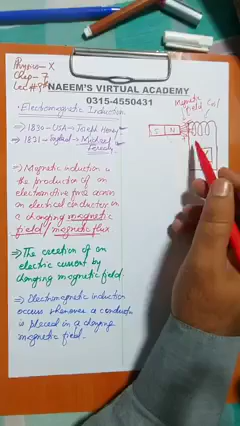 Physics-X
Chap-7
Lec #
NAEEM'S VIRTUAL ACADEMY
0315-4550431
Electromagnetic Induction
⇒ 1830 - USA → Joseph Henry
⇒ 1831 - England → Michael
Magnetic
field
Coil
S N
⇒ Magnetic induction is
the production of an
electromotive force across
an electrical conductor in
a changing magnetic
field/magnetic flux
⇒ The creation of an
electric current by
changing magnetic field.
⇒ Electromagnetic induction
occurs whenever a conductor
is placed in a changing
magnetic field.